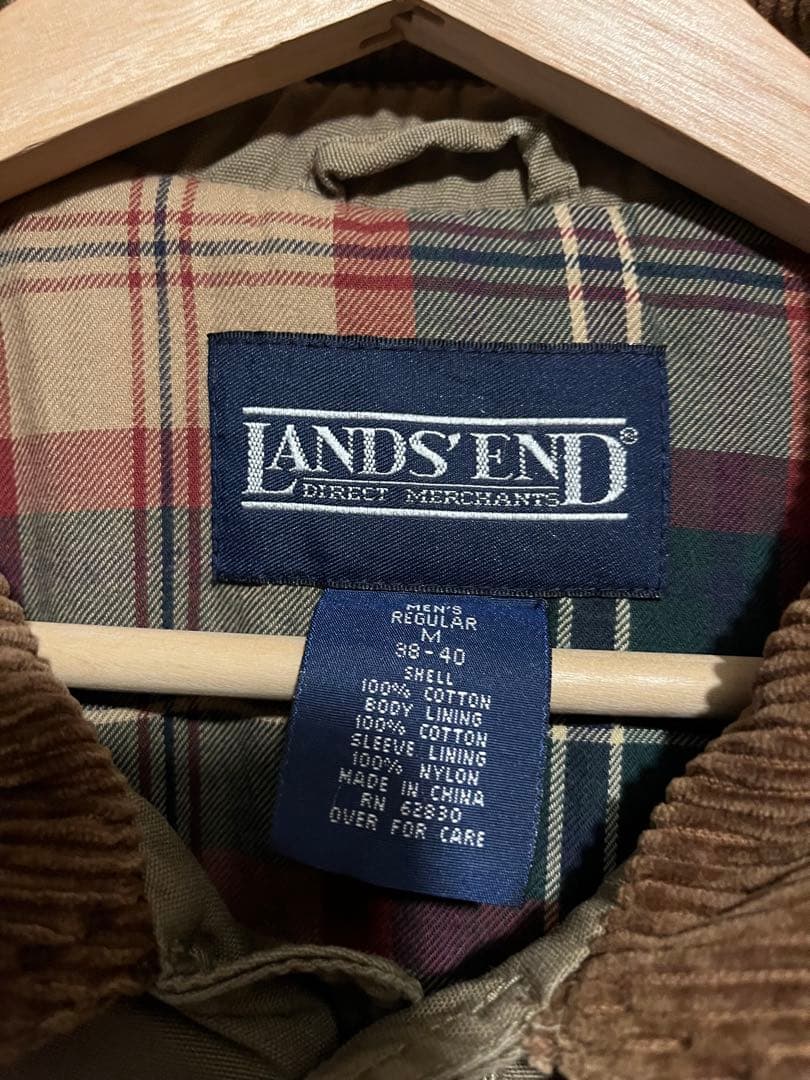 LANDS' END®
DIRECT MERCHANTS
MEN'S
REGULAR
M
38-40
SHELL
100% COTTON
BODY LINING
100% COTTON
SLEEVE LINING
100% NYLON
MADE IN CHINA
RN 62830
OVER FOR CARE